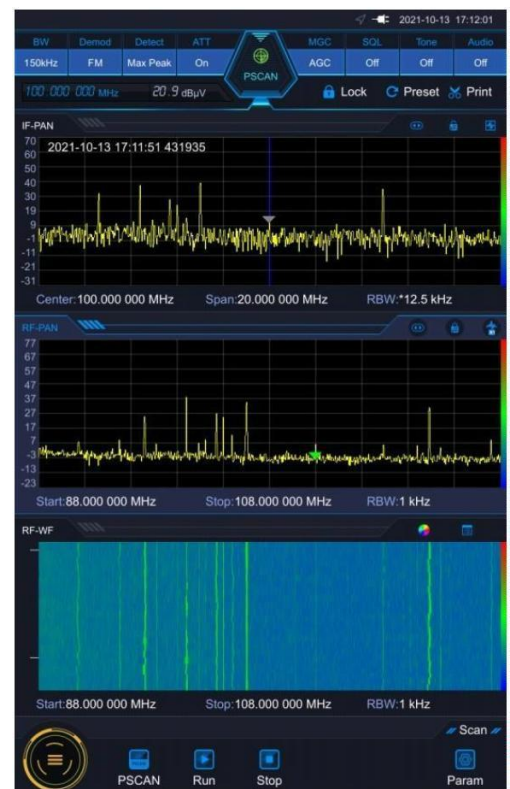 2021-10-13 17:12:01
BW Demod Detect ATT MGC SQL Tone Audio
150kHz FM Max Peak On PSCAN AGC Off Off Off
100 000 000 MHz 20.9 dBµV Lock Preset Print
IF-PAN
70
60
50
40
30
19
9
-1
-11
-21
-31
2021-10-13 17:11:51 431935
Center:100.000 000 MHz Span:20.000 000 MHz RBW:*12.5 kHz
RF-PAN
77
67
57
47
37
27
17
7
-3
-13
-23
Start:88.000 000 MHz Stop:108.000 000 MHz RBW:1 kHz
RF-WF
Start:88.000 000 MHz Stop:108.000 000 MHz RBW:1 kHz
Scan
PSCAN Run Stop Param